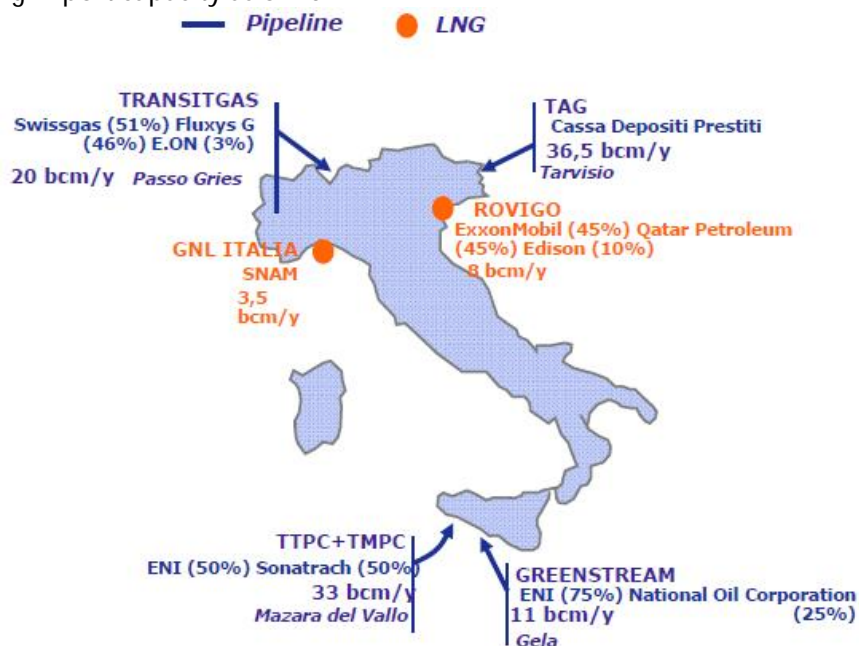 Pipeline LNG
TRANSITGAS
Swissgas (51%) Fluxys G
(46%) E.ON (3%)
20 bcm/y Passo Gries
TAG
Cassa Depositi Prestiti
36,5 bcm/y
Tarvisio
ROVIGO
ExxonMobil (45%) Qatar Petroleum
(45%) Edison (10%)
8 bcm/y
GNL ITALIA
SNAM
3,5
bcm/y
TTPC+TMPC
ENI (50%) Sonatrach (50%)
33 bcm/y
Mazara del Vallo
GREENSTREAM
ENI (75%) National Oil Corporation
11 bcm/y (25%)
Gela